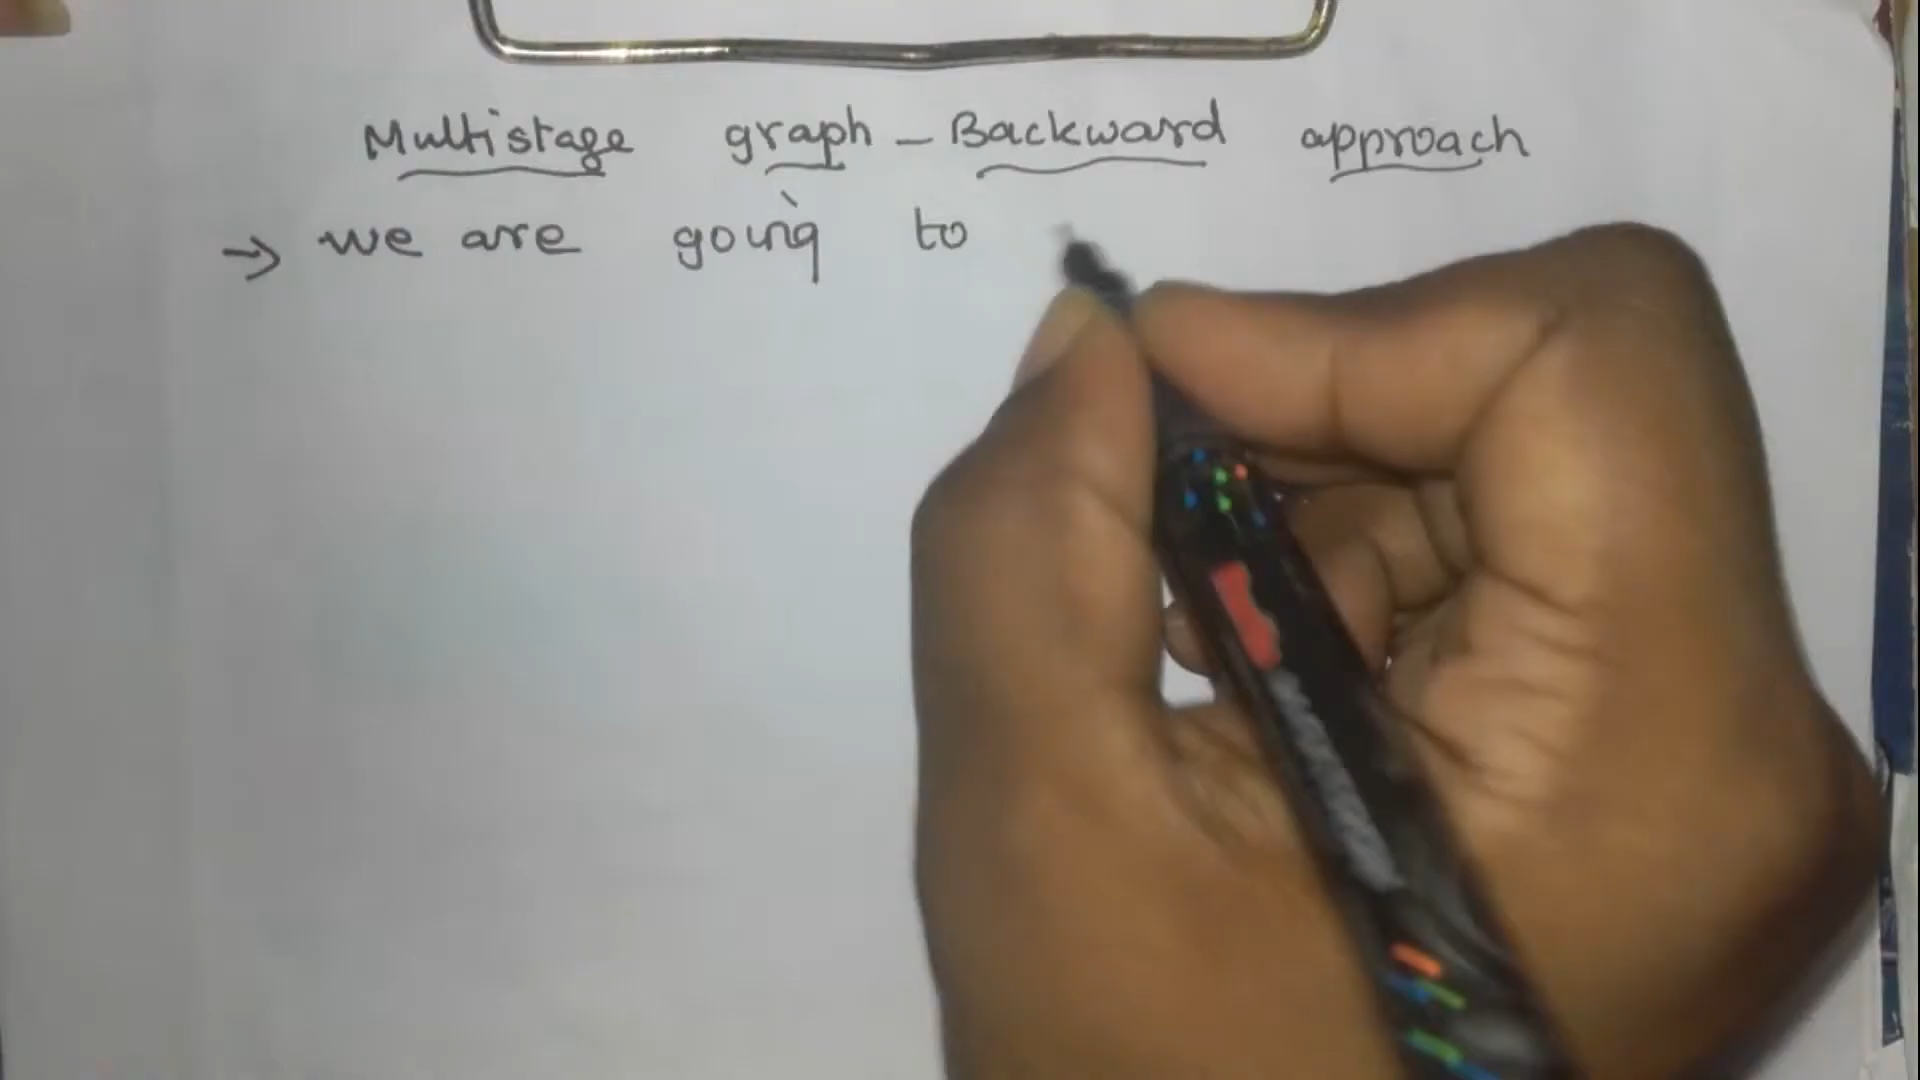 Multistage graph - Backward approach
→ we are going to